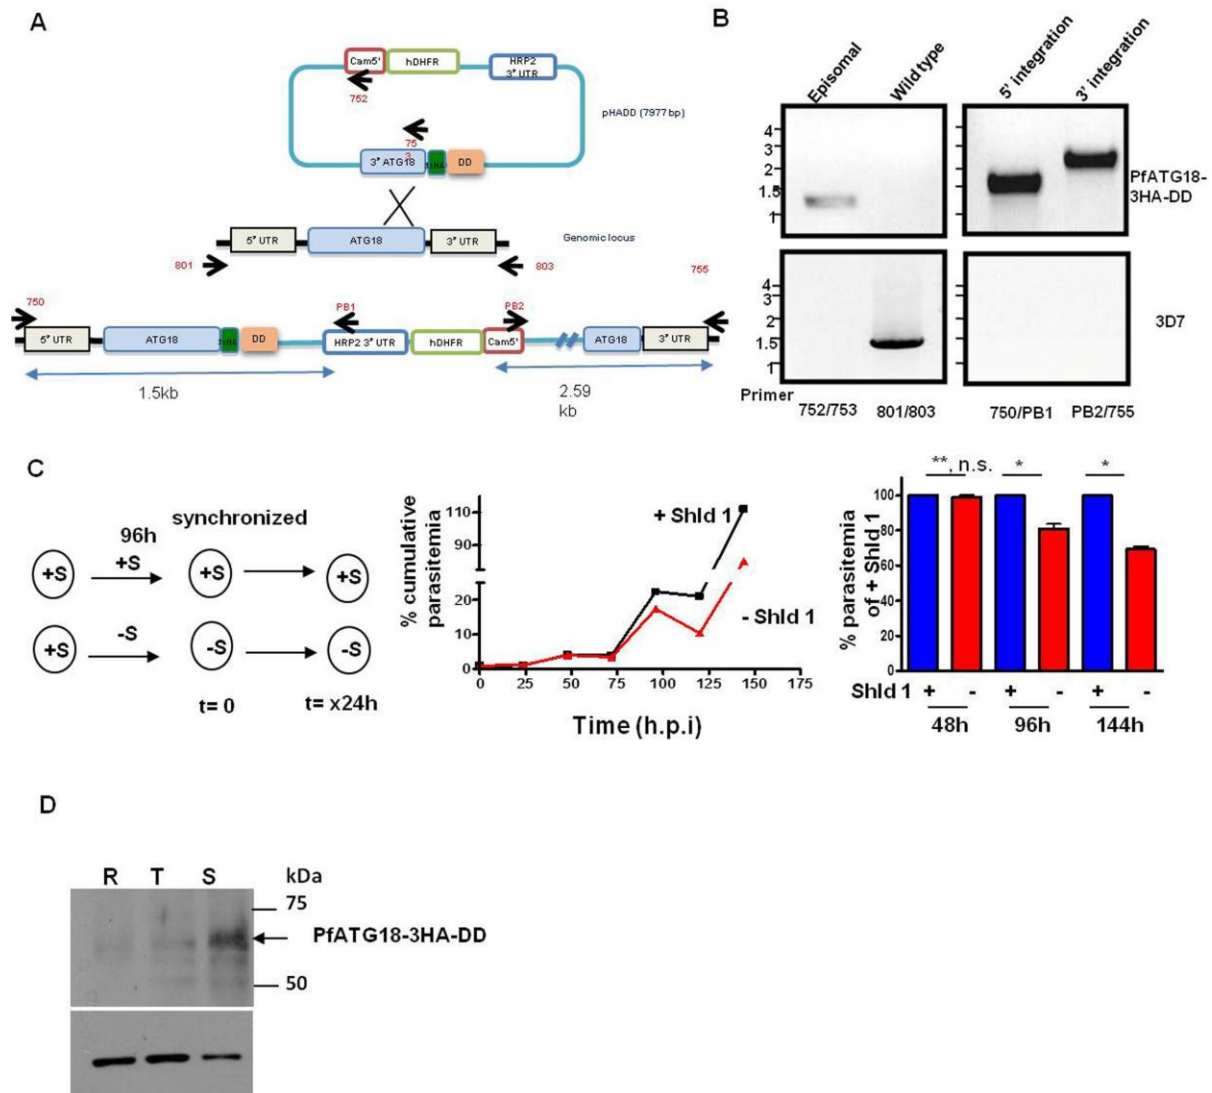 A
Cam5'
hDHFR
HRP2
3" UTR
752
pHADD (7977 bp)
75
3
3" ATG18
DD
5" UTR
ATG18
3" UTR
Genomic locus
801
803
755
750
PB1
PB2
5" UTR
ATG18
DD
HRP2 3" UTR
hDHFR
Cam5'
ATG18
3" UTR
1.5kb
2.59
kb
B
Episomal
Wild type
5' integration
3' integration
4
3
2
1.5
1
PfATG18-
3HA-DD
4
3
2
1.5
1
3D7
Primer
752/753
801/803
750/PB1
PB2/755
C
synchronized
96h
+S
+S
+S
+S
+S
-S
-S
-S
t= 0
t= x24h
% cumulative
parasitemia
110
90
20
10
0
+ Shld 1
- Shld 1
0 25 50 75 100 125 150 175
Time (h.p.i)
**, n.s.
*
*
% parasitemia
of + Shld 1
100
80
60
40
20
0
Shld 1 + - + - + -
48h 96h 144h
D
R T S kDa
75
PfATG18-3HA-DD
50